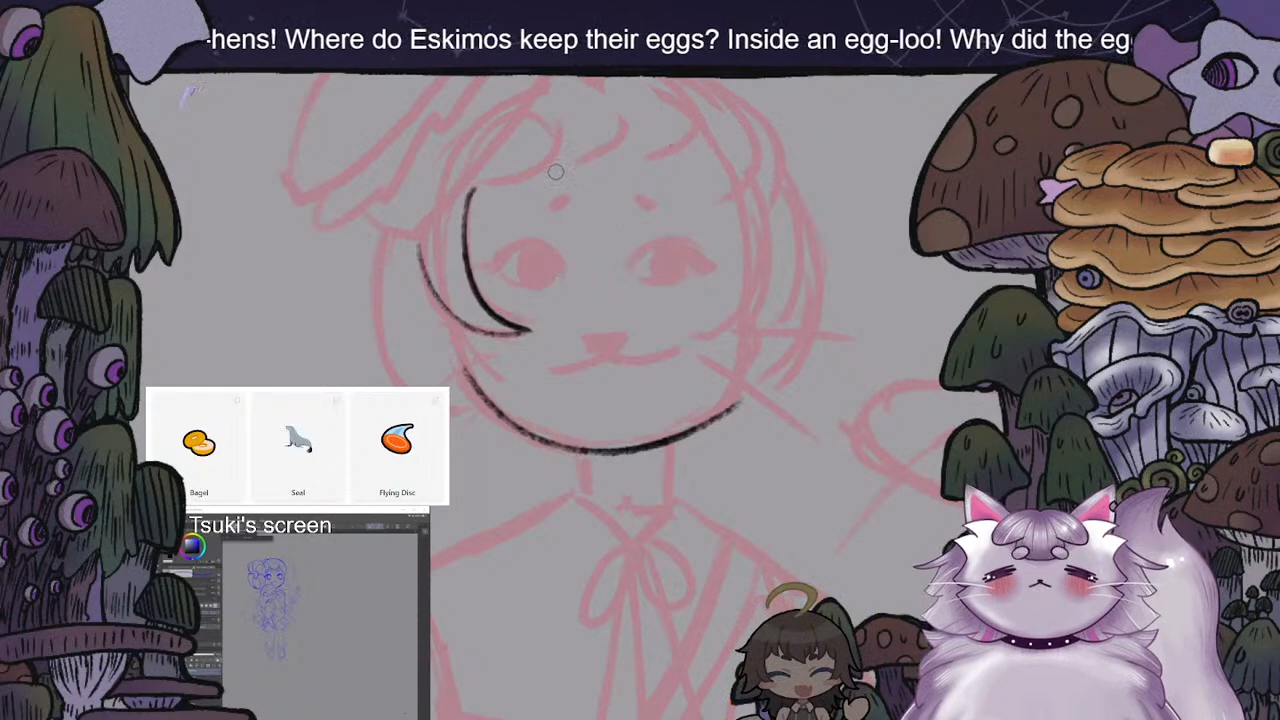 -hens! Where do Eskimos keep their eggs? Inside an egg-loo! Why did the eg
Bagel Seal Flying Disc
Tsuki's screen